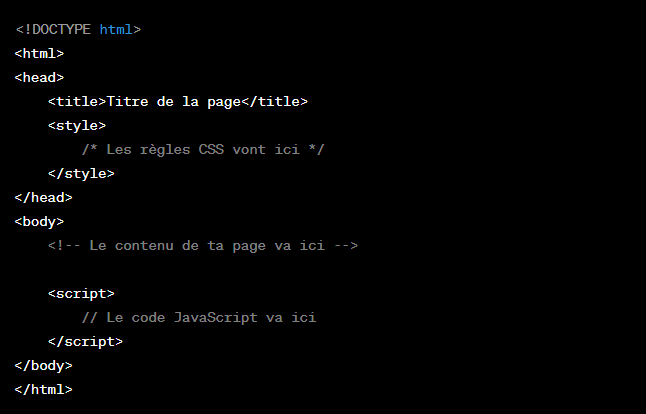 <!DOCTYPE html>
<html>
<head>
    <title>Titre de la page</title>
    <style>
        /* Les règles CSS vont ici */
    </style>
</head>
<body>
    <!-- Le contenu de ta page va ici -->

    <script>
        // Le code JavaScript va ici
    </script>
</body>
</html>